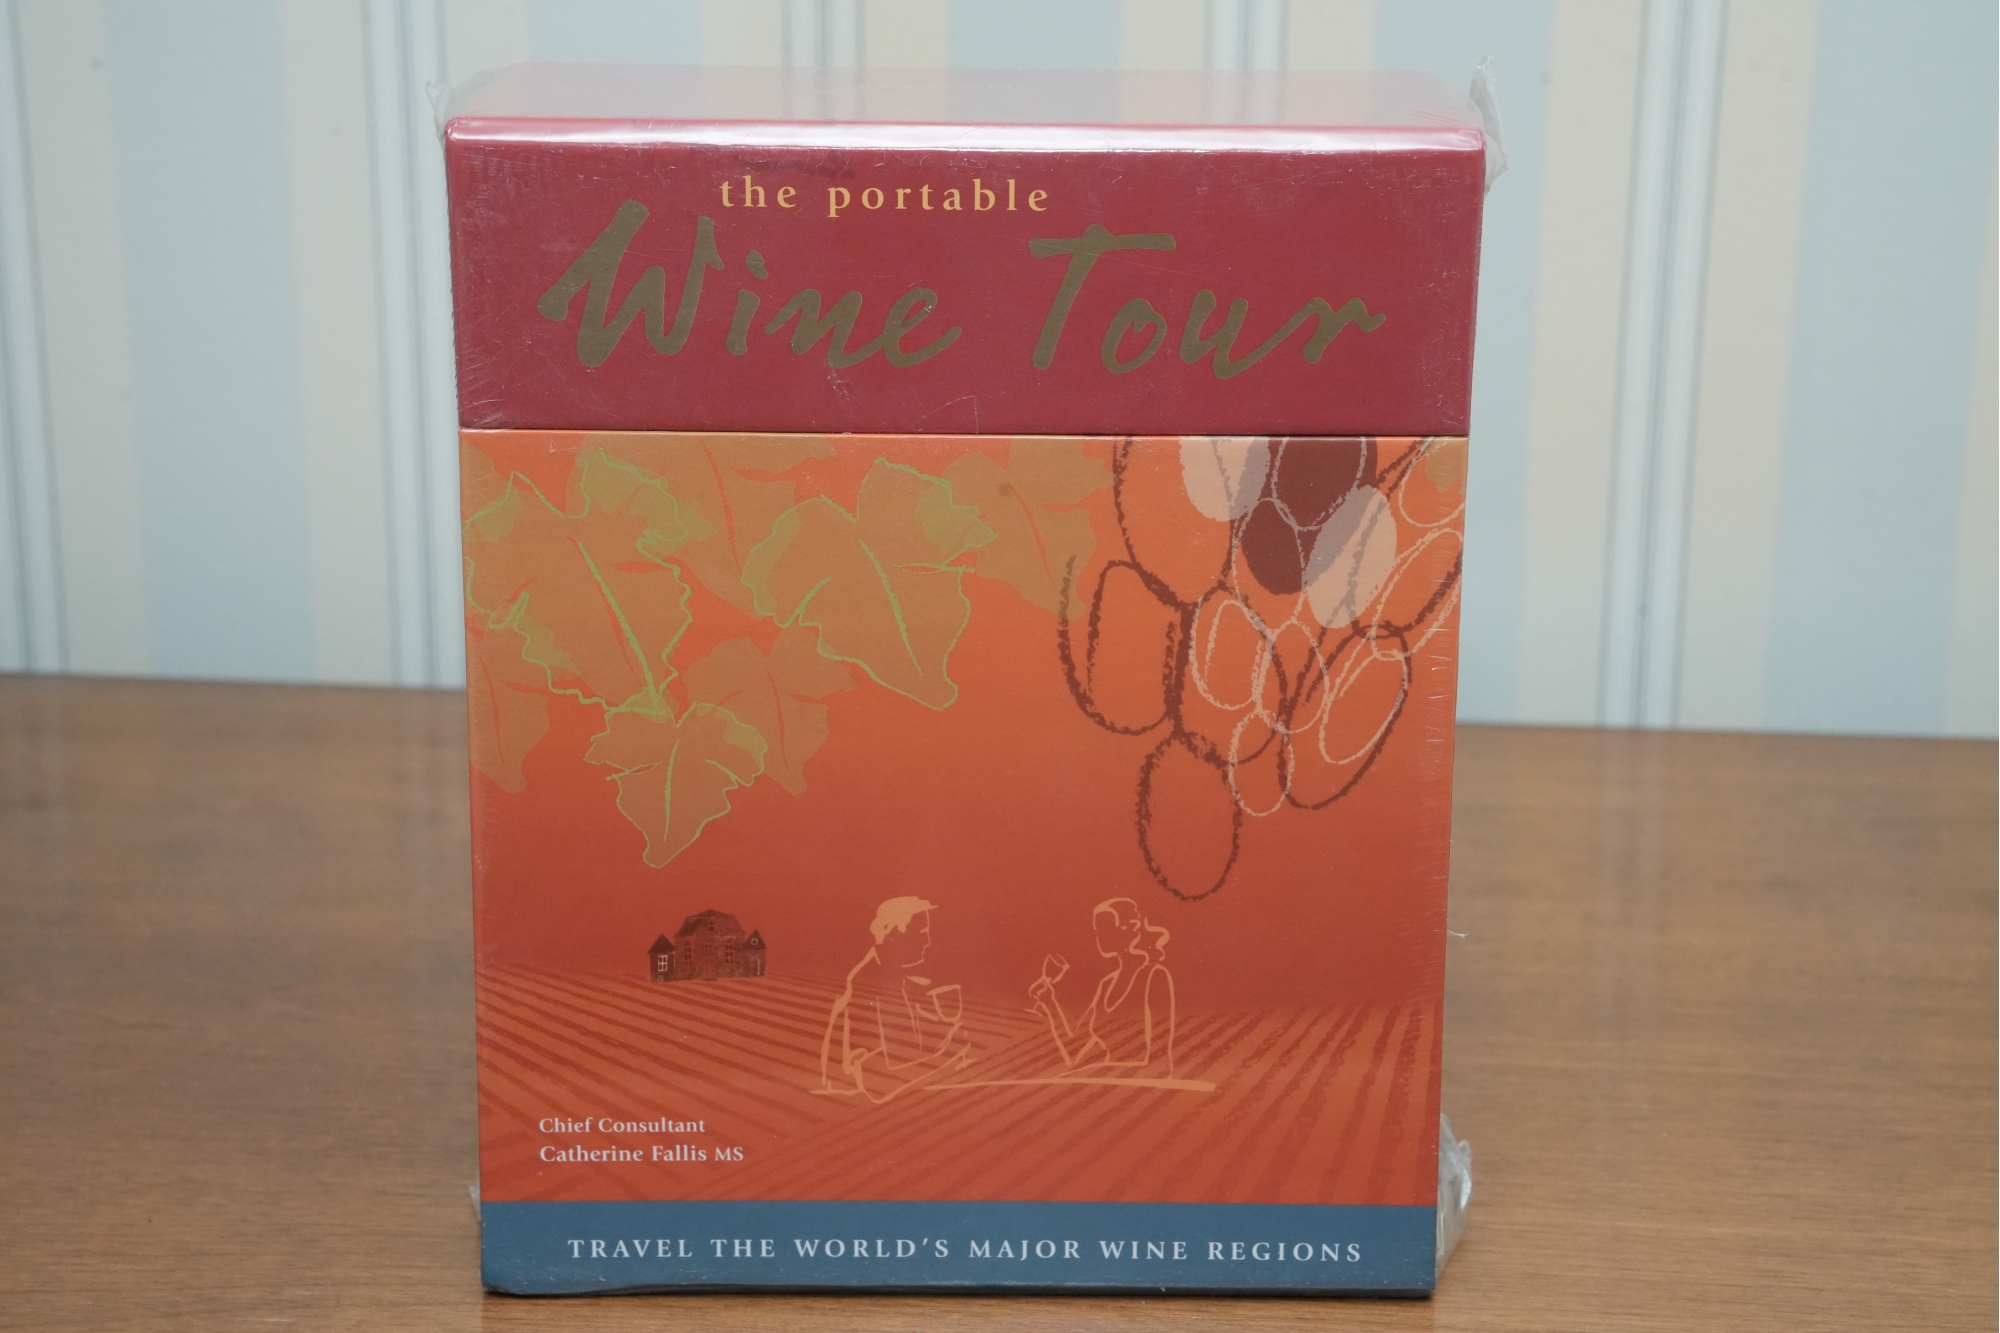 the portable
Wine Tour
Chief Consultant
Catherine Fallis MS
TRAVEL THE WORLD'S MAJOR WINE REGIONS